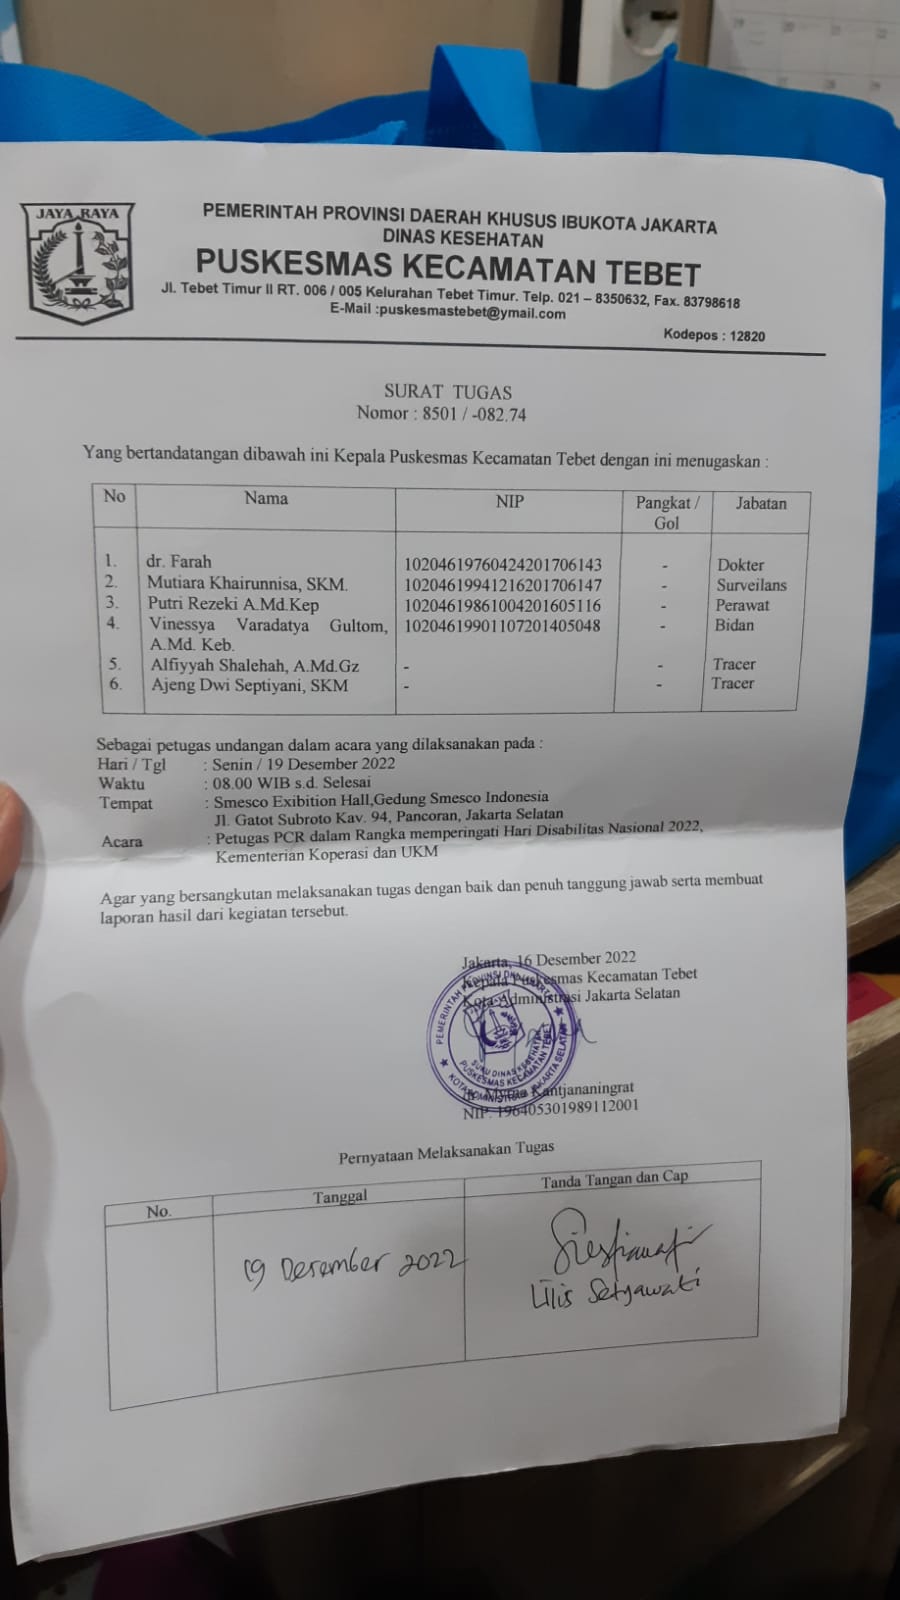 JAYA RAYA
PEMERINTAH PROVINSI DAERAH KHUSUS IBUKOTA JAKARTA
DINAS KESEHATAN
PUSKESMAS KECAMATAN TEBET
Jl. Tebet Timur II RT. 006 / 005 Kelurahan Tebet Timur. Telp. 021 – 8350632, Fax. 83798618
E-Mail :puskesmastebet@ymail.com
Kodepos : 12820
SURAT TUGAS
Nomor : 8501 / -082.74
Yang bertandatangan dibawah ini Kepala Puskesmas Kecamatan Tebet dengan ini menugaskan :
No Nama NIP Pangkat / Gol Jabatan
1. dr. Farah 10204619760424201706143 - Dokter
2. Mutiara Khairunnisa, SKM. 10204619941216201706147 - Surveilans
3. Putri Rezeki A.Md.Kep 10204619861004201605116 - Perawat
4. Vinessya Varadatya Gultom, 10204619901107201405048 - Bidan
A.Md. Keb.
5. Alfiyyah Shalehah, A.Md.Gz - - Tracer
6. Ajeng Dwi Septiyani, SKM - - Tracer
Sebagai petugas undangan dalam acara yang dilaksanakan pada :
Hari / Tgl : Senin / 19 Desember 2022
Waktu : 08.00 WIB s.d. Selesai
Tempat : Smesco Exibition Hall,Gedung Smesco Indonesia
Jl. Gatot Subroto Kav. 94, Pancoran, Jakarta Selatan
Acara : Petugas PCR dalam Rangka memperingati Hari Disabilitas Nasional 2022,
Kementerian Koperasi dan UKM
Agar yang bersangkutan melaksanakan tugas dengan baik dan penuh tanggung jawab serta membuat
laporan hasil dari kegiatan tersebut.
Jakarta, 16 Desember 2022
Kepala Puskesmas Kecamatan Tebet
Kota Administrasi Jakarta Selatan
PEMERINTAH PROVINSI DKI JAKARTA
SUKU DINAS KESEHATAN
PUSKESMAS KECAMATAN TEBET
KOTA ADMINISTRASI JAKARTA SELATAN
Kantjananingrat
NIP. 196405301989112001
Pernyataan Melaksanakan Tugas
No. Tanggal Tanda Tangan dan Cap
19 Desember 2022
Lilis Setyawati